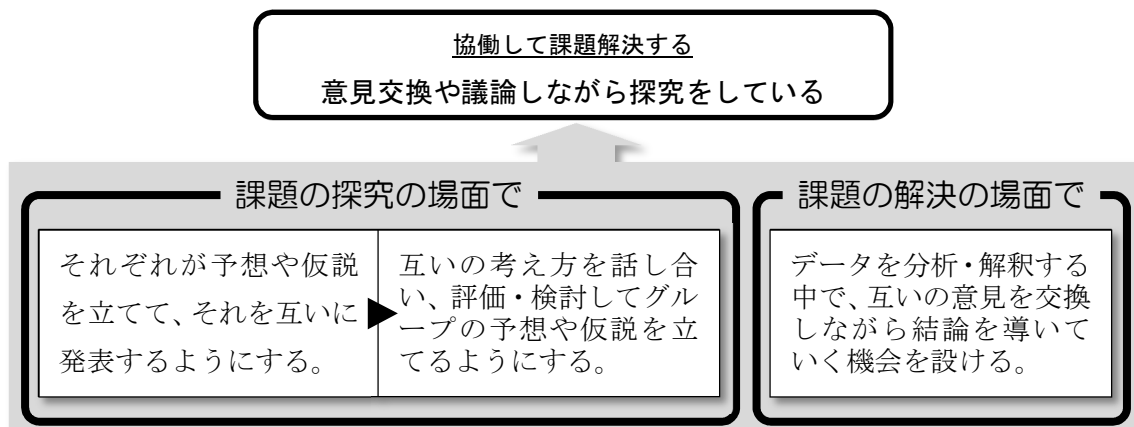 協働して課題解決する
意見交換や議論しながら探究をしている
課題の探究の場面で
それぞれが予想や仮説
を立てて、それを互いに
発表するようにする。
互いの考え方を話し合
い、評価・検討してグル
ープの予想や仮説を立
てるようにする。
課題の解決の場面で
データを分析・解釈する
中で、互いの意見を交換
しながら結論を導いて
いく機会を設ける。